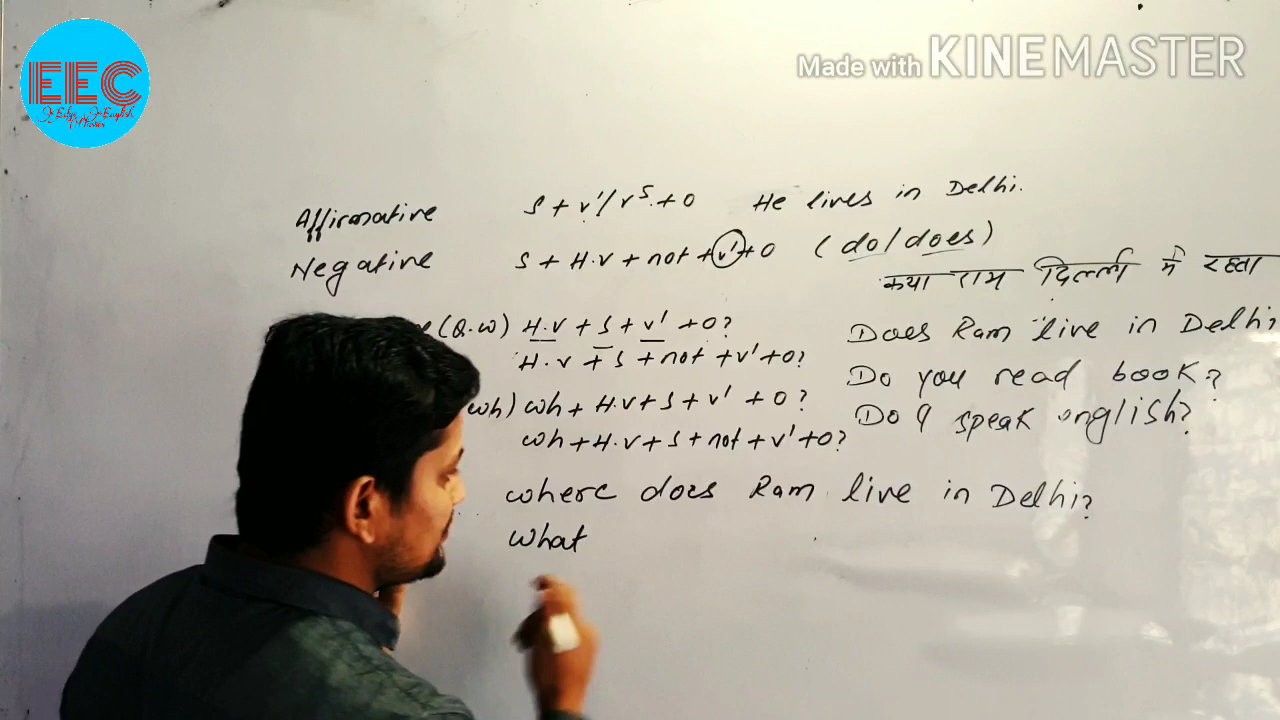 EEC
Made with KINEMASTER
Affirmative S + v'/vs. + O He lives in Delhi.
Negative S + H.v + not + v' + O (do/does)
क्या राम दिल्ली में रहता
(Q.w) H.v + S + v' + O?
H.v + S + not + v' + O? Does Ram live in Delhi?
Do you read book?
wh) wh + H.v + S + v' + O?
Do I speak english?
wh + H.v + S + not + v' + O?
where does Ram live in Delhi?
what